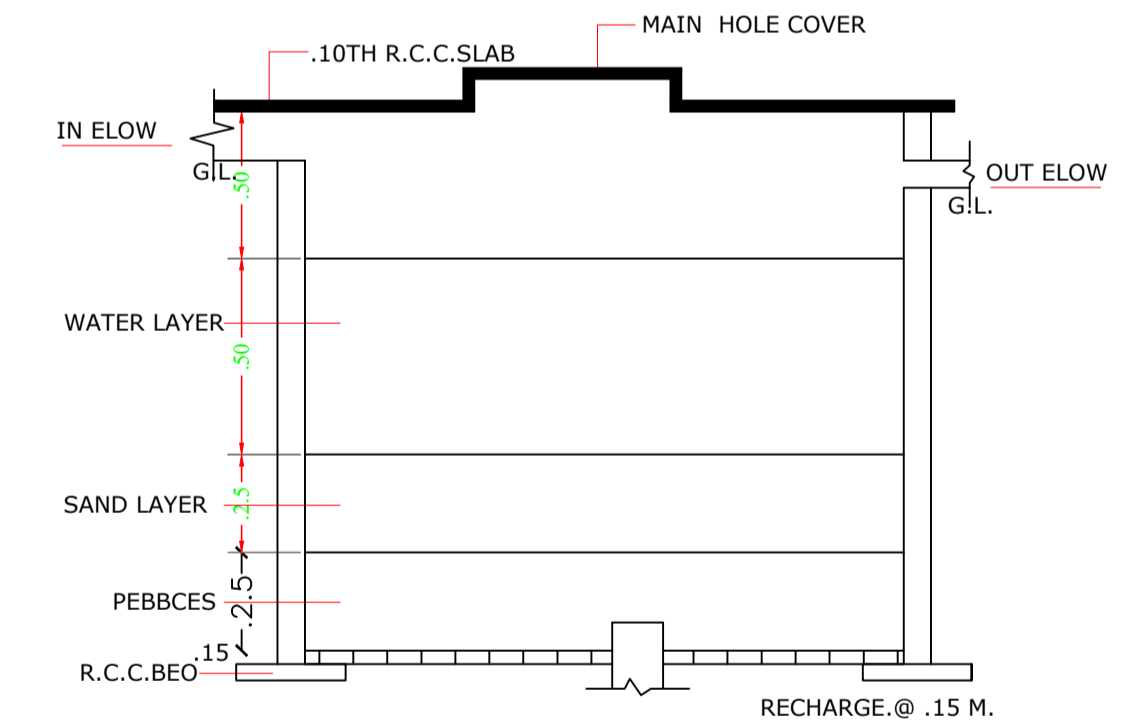 MAIN HOLE COVER
.10TH R.C.C.SLAB
IN ELOW
G.L.
.50
OUT ELOW
G.L.
WATER LAYER
.50
SAND LAYER
.2.5
PEBBCES
.2.5
.15
R.C.C.BEO
RECHARGE.@ .15 M.